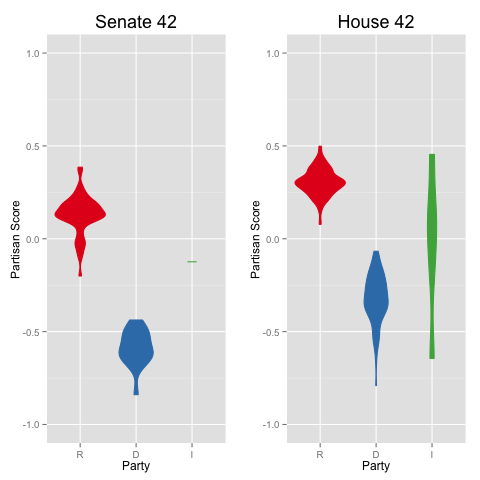 Senate 42
1.0
0.5
0.0
-0.5
-1.0
Partisan Score
R D I
Party
House 42
1.0
0.5
0.0
-0.5
-1.0
Partisan Score
R D I
Party